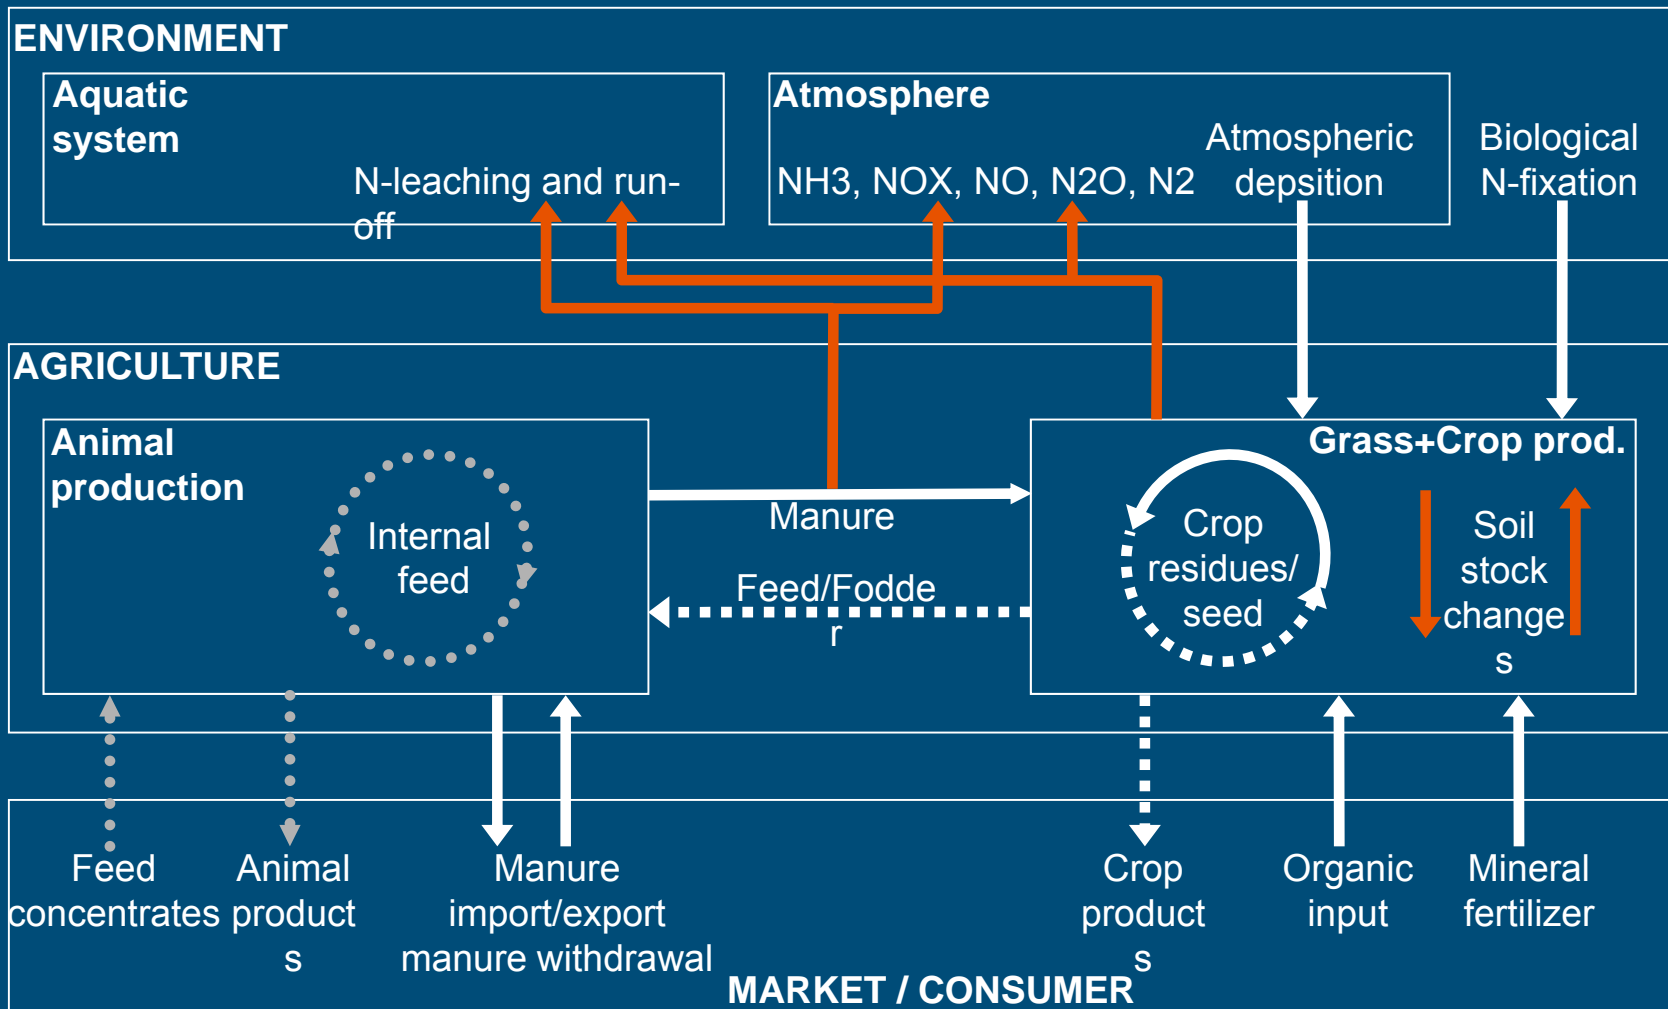 ENVIRONMENT
Aquatic
system
N-leaching and run-
off
Atmosphere
NH3, NOX, NO, N2O, N2
Atmospheric
depsition
Biological
N-fixation
AGRICULTURE
Animal
production
Internal
feed
Manure
Feed/Fodde
r
Grass+Crop prod.
Crop
residues/
seed
Soil
stock
change
s
Feed
concentrates
Animal
product
s
Manure
import/export
manure withdrawal
Crop
product
s
Organic
input
Mineral
fertilizer
MARKET / CONSUMER